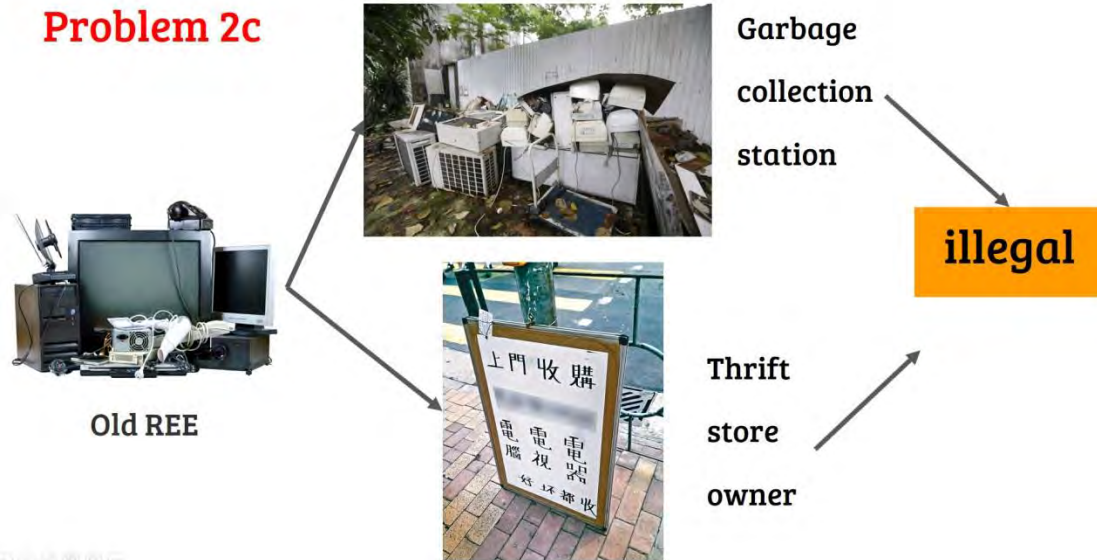 Problem 2c
Garbage
collection
station
illegal
Old REE
上門收購
電 電 電
腦 視 器
好坏都收
Thrift
store
owner